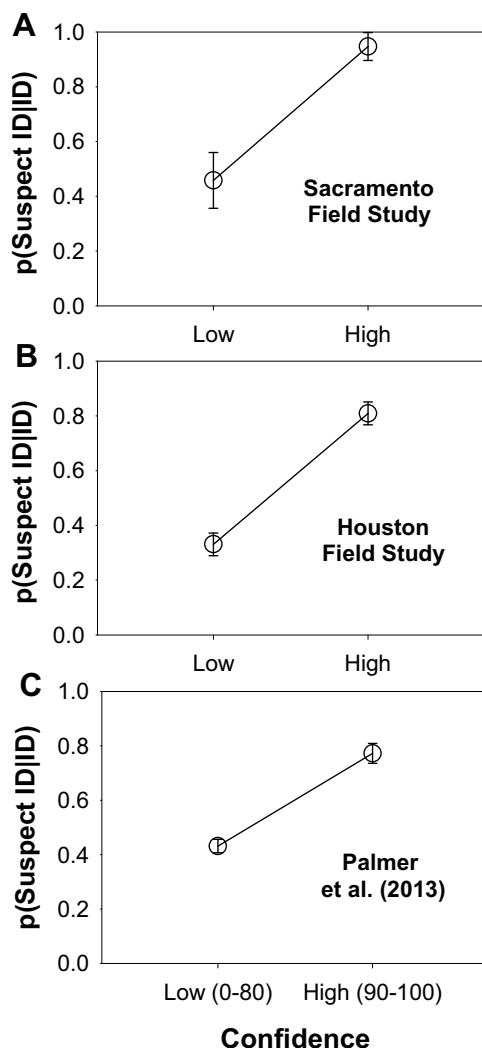 A
p(Suspect ID|ID)
1.0
0.8
0.6
0.4
0.2
0.0
Sacramento
Field Study
Low
High
B
p(Suspect ID|ID)
1.0
0.8
0.6
0.4
0.2
0.0
Houston
Field Study
Low
High
C
p(Suspect ID|ID)
1.0
0.8
0.6
0.4
0.2
0.0
Palmer
et al. (2013)
Low (0-80)
High (90-100)
Confidence